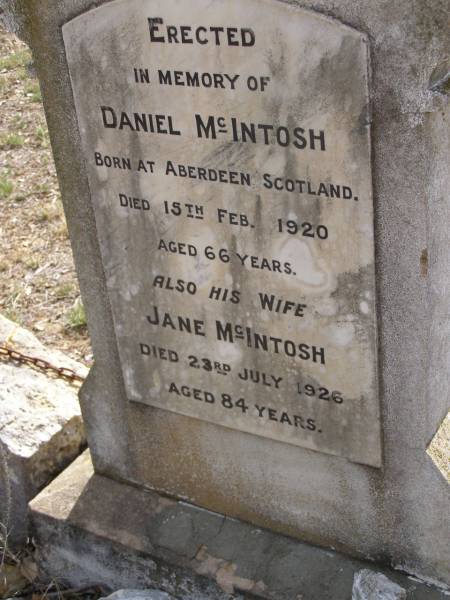 ERECTED
IN MEMORY OF
DANIEL McINTOSH
BORN AT ABERDEEN SCOTLAND.
DIED 15TH FEB. 1920
AGED 66 YEARS.
ALSO HIS WIFE
JANE McINTOSH
DIED 23RD JULY 1926
AGED 84 YEARS.